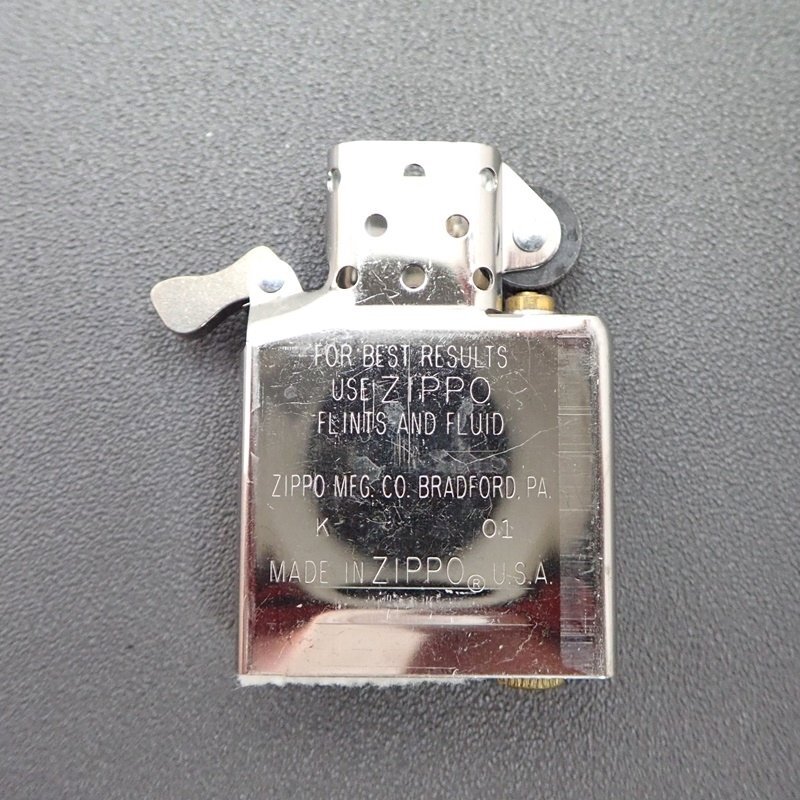 FOR BEST RESULTS
USE ZIPPO
FLINTS AND FLUID
ZIPPO MFG. CO. BRADFORD, PA.
K 01
MADE IN ZIPPO® U.S.A.